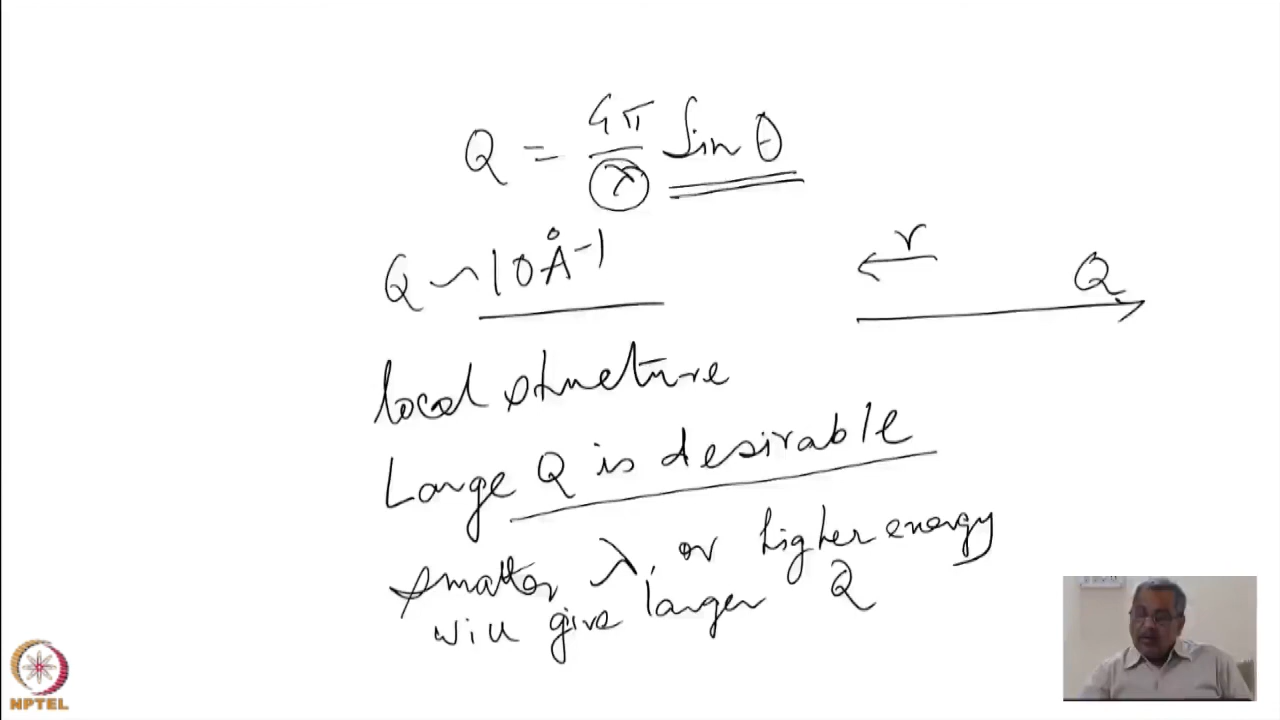 Q = 4π/λ Sin θ
Q ~ 10 Å⁻¹
r
Q
local structure
Large Q is desirable
smaller λ, or higher energy
will give larger Q
NPTEL